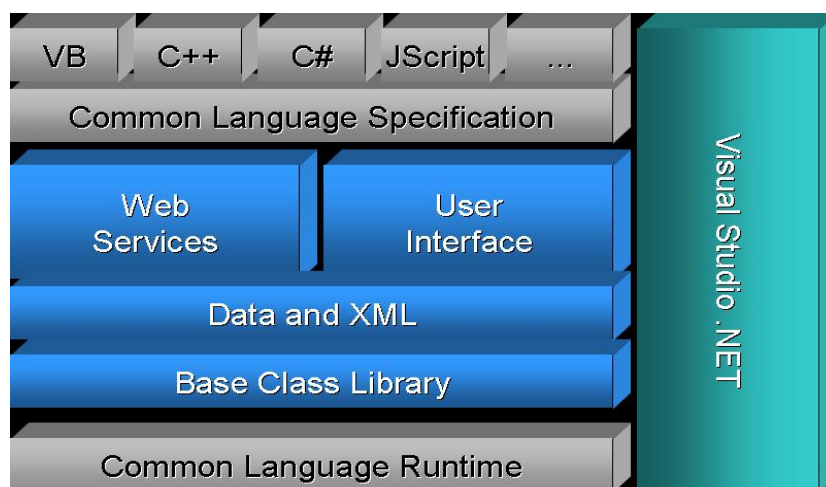 VB
C++
C#
JScript
...
Common Language Specification
Web
Services
User
Interface
Data and XML
Base Class Library
Common Language Runtime
Visual Studio .NET